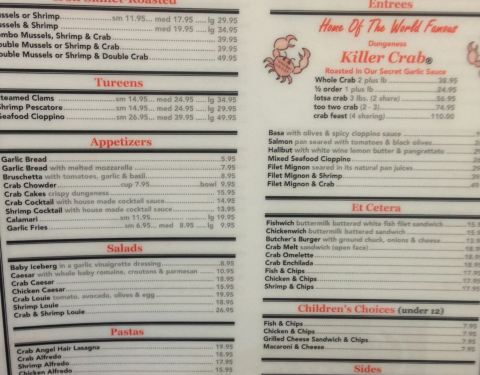 ussels or Shrimp sm 11.95... med 17.95 .. lg 29.95
ussels & Shrimp med 19.95 .... lg 34.95
ombo Mussels, Shrimp & Crab 39.95
ouble Mussels or Shrimp & Crab 39.95
Double Mussels or Shrimp & Double Crab 49.95
Tureens
Steamed Clams sm 14.95... med 24.95 ... lg 34.95
Shrimp Pescatore sm 14.95... med 24.95 ... lg 29.95
Seafood Cioppino sm 26.95... med 39.95 ... lg 49.95
Appetizers
Garlic Bread 5.95
Garlic Bread with melted mozzarella 7.95
Bruschetta with tomatoes, garlic & basil 8.95
Crab Chowder cup 7.95 bowl 9.95
Crab Cakes crispy dungeness 15.95
Crab Cocktail with house made cocktail sauce 14.95
Shrimp Cocktail with house made cocktail sauce 13.95
Calamari sm 11.95 lg 19.95
Garlic Fries sm 6.95... med 8.95 ... lg 9.95
Salads
Baby Iceberg in a garlic vinaigrette dressing 8.95
Caesar with whole baby romaine, croutons & parmesan 10.95
Crab Caesar 18.95
Chicken Caesar 15.95
Crab Louie tomato, avocado, olives & egg 19.95
Shrimp Louie 18.95
Crab & Shrimp Louie 26.95
Pastas
Crab Angel Hair Lasagna 19.95
Crab Alfredo 18.95
Shrimp Alfredo 17.95
Chicken Alfredo 15.95
Entrees
Home Of The World Famous
Dungeness
Killer Crab®
Roasted In Our Secret Garlic Sauce
Whole Crab 2 plus lb 38.95
½ order 1 plus lb 24.95
lotsa crab 3 lbs. (2 share) 56.95
too two crab (2 - 3) 74.95
crab feast (4 sharing) 110.00
Basa with olives & spicy cioppino sauce
Salmon pan seared with tomatoes & black olives
Halibut with white wine lemon butter & pangrattato
Mixed Seafood Cioppino
Filet Mignon seared in its natural pan juices
Filet Mignon & Shrimp
Filet Mignon & Crab
Et Cetera
Fishwich buttermilk battered white fish filet sandwich
Chickenwich buttermilk battered sandwich
Butcher's Burger with ground chuck, onions & cheese
Crab Melt sandwich (open face)
Crab Omelette
Crab Enchilada
Fish & Chips
Chicken & Chips
Shrimp & Chips
Children's Choices (under 12)
Fish & Chips 7.95
Chicken & Chips 7.95
Grilled Cheese Sandwich & Chips 7.95
Macaroni & Cheese 7.95
Sides